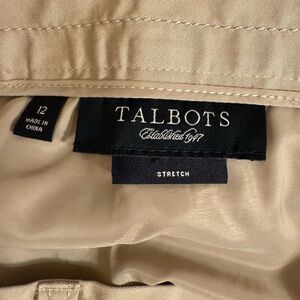 12
MADE IN
CHINA
TALBOTS
Established 1947
STRETCH